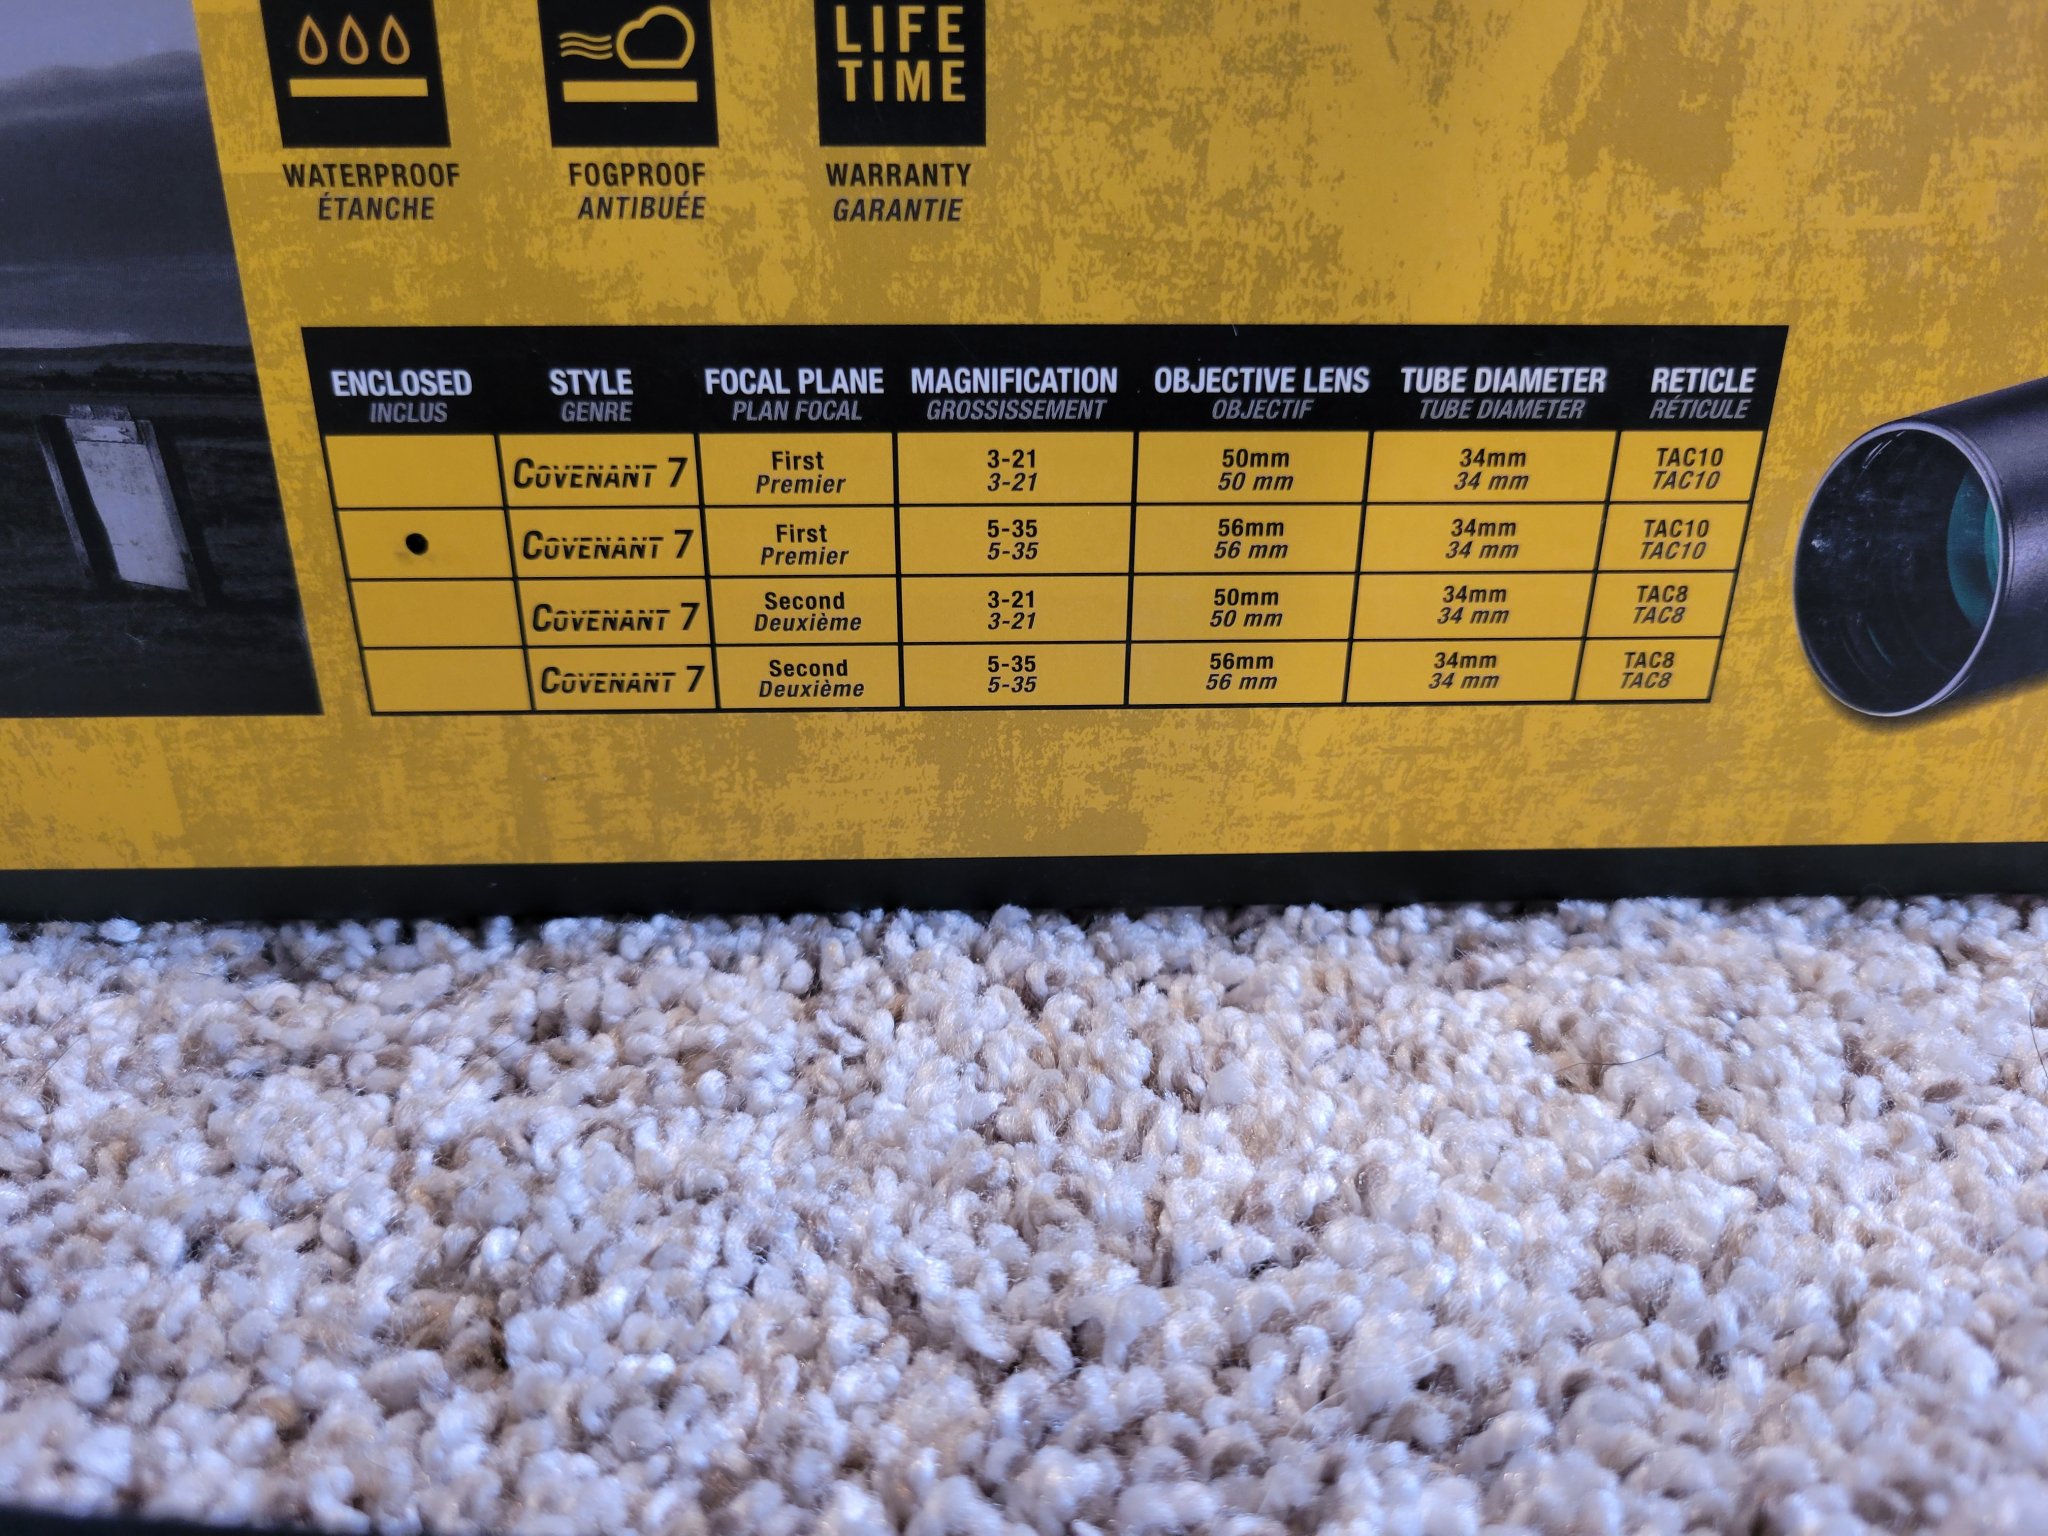 LIFE
TIME
WATERPROOF
ÉTANCHE
FOGPROOF
ANTIBUÉE
WARRANTY
GARANTIE
ENCLOSED STYLE FOCAL PLANE MAGNIFICATION OBJECTIVE LENS TUBE DIAMETER RETICLE
INCLUS GENRE PLAN FOCAL GROSSISSEMENT OBJECTIF TUBE DIAMETER RÉTICULE
COVENANT 7 First 3-21 50mm 34mm TAC10
Premier 3-21 50 mm 34 mm TAC10
• COVENANT 7 First 5-35 56mm 34mm TAC10
Premier 5-35 56 mm 34 mm TAC10
COVENANT 7 Second 3-21 50mm 34mm TAC8
Deuxième 3-21 50 mm 34 mm TAC8
COVENANT 7 Second 5-35 56mm 34mm TAC8
Deuxième 5-35 56 mm 34 mm TAC8